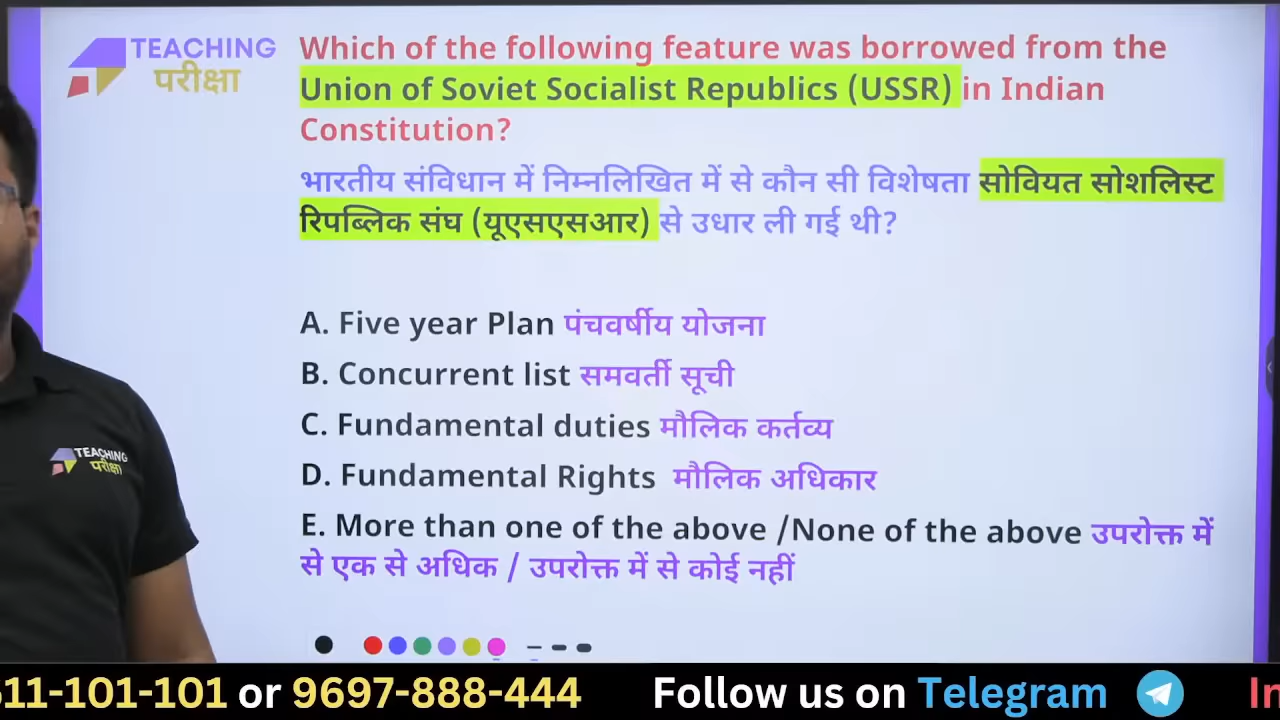 TEACHING
परीक्षा
Which of the following feature was borrowed from the
Union of Soviet Socialist Republics (USSR) in Indian
Constitution?
भारतीय संविधान में निम्नलिखित में से कौन सी विशेषता सोवियत सोशलिस्ट
रिपब्लिक संघ (यूएसएसआर) से उधार ली गई थी?
A. Five year Plan पंचवर्षीय योजना
B. Concurrent list समवर्ती सूची
C. Fundamental duties मौलिक कर्तव्य
D. Fundamental Rights मौलिक अधिकार
E. More than one of the above /None of the above उपरोक्त में
से एक से अधिक / उपरोक्त में से कोई नहीं
TEACHING
परीक्षा
11-101-101 or 9697-888-444 Follow us on Telegram In